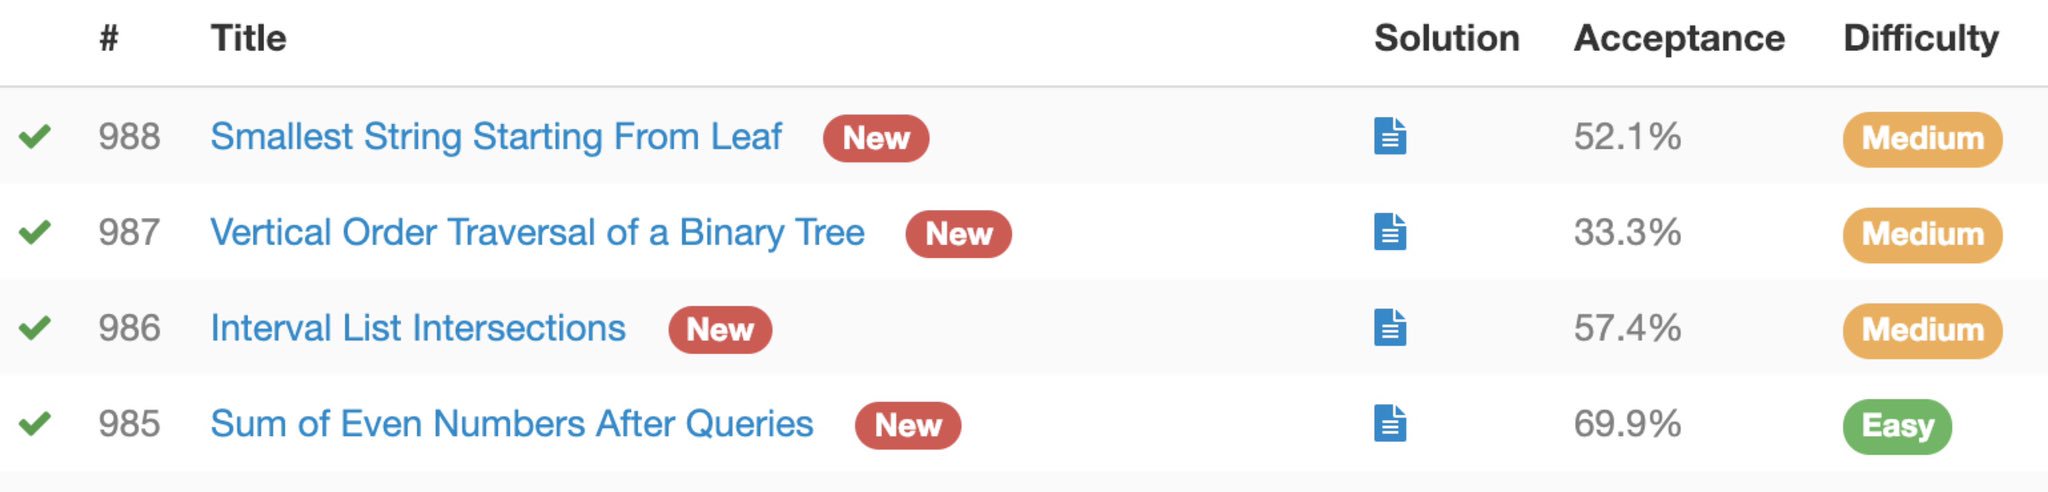 # Title Solution Acceptance Difficulty
988 Smallest String Starting From Leaf New 52.1% Medium
987 Vertical Order Traversal of a Binary Tree New 33.3% Medium
986 Interval List Intersections New 57.4% Medium
985 Sum of Even Numbers After Queries New 69.9% Easy